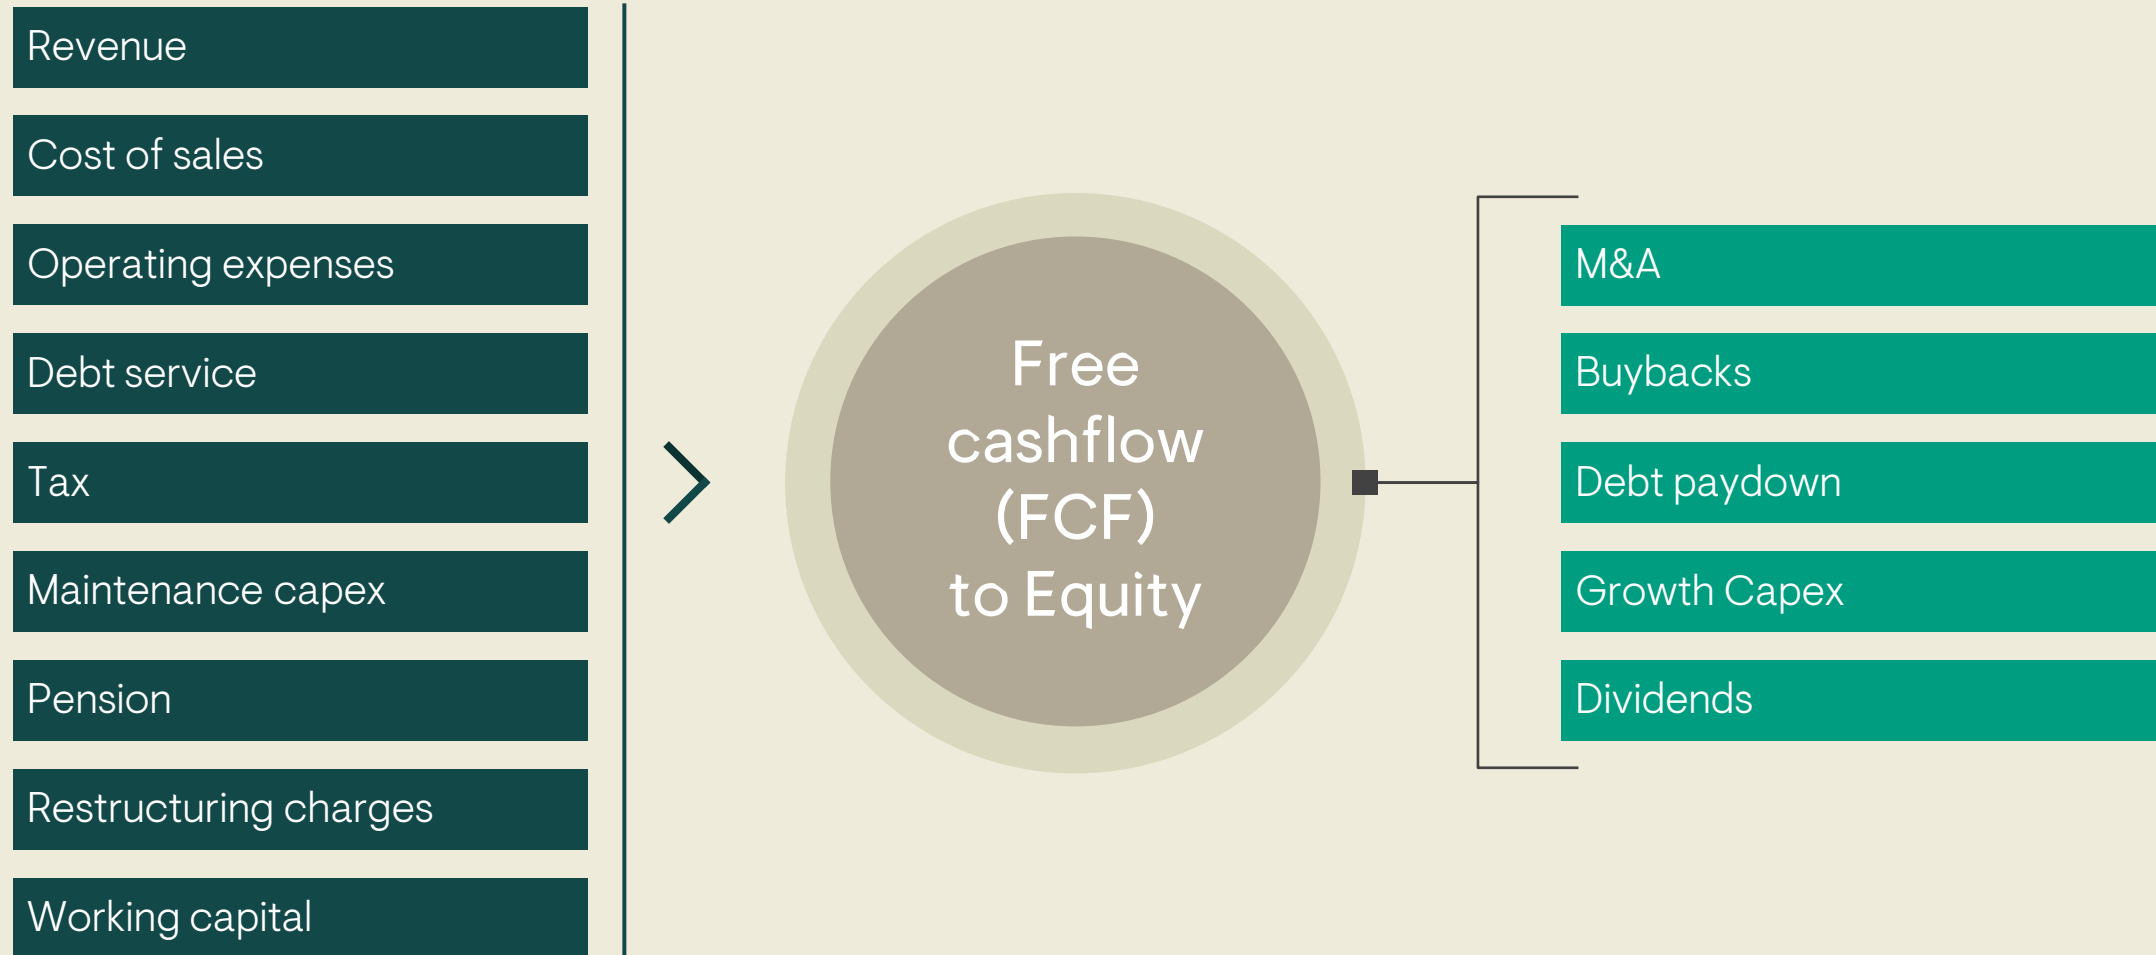 Revenue
Cost of sales
Operating expenses
Debt service
Tax
Maintenance capex
Pension
Restructuring charges
Working capital
Free
cashflow
(FCF)
to Equity
M&A
Buybacks
Debt paydown
Growth Capex
Dividends